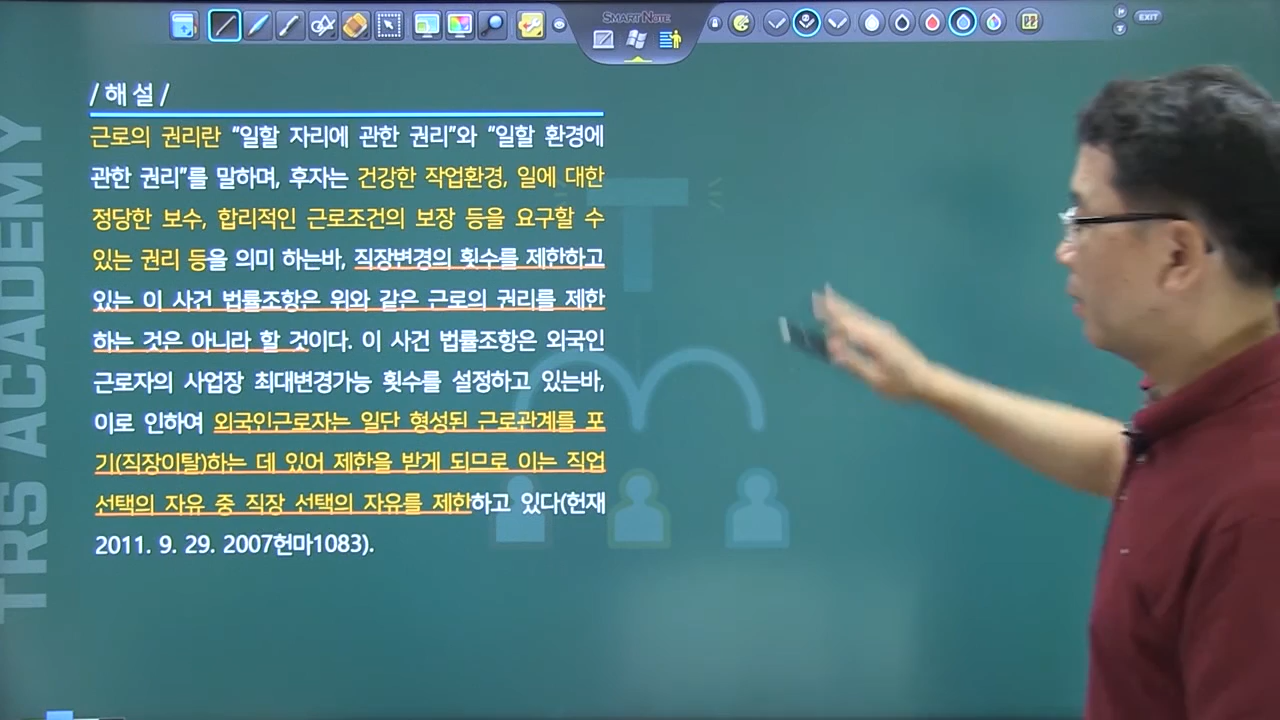 SMARTNOTE
EXIT
/ 해 설 /
근로의 권리란 “일할 자리에 관한 권리”와 “일할 환경에
관한 권리”를 말하며, 후자는 건강한 작업환경, 일에 대한
정당한 보수, 합리적인 근로조건의 보장 등을 요구할 수
있는 권리 등을 의미 하는바, 직장변경의 횟수를 제한하고
있는 이 사건 법률조항은 위와 같은 근로의 권리를 제한
하는 것은 아니라 할 것이다. 이 사건 법률조항은 외국인
근로자의 사업장 최대변경가능 횟수를 설정하고 있는바,
이로 인하여 외국인근로자는 일단 형성된 근로관계를 포
기(직장이탈)하는 데 있어 제한을 받게 되므로 이는 직업
선택의 자유 중 직장 선택의 자유를 제한하고 있다(헌재
2011. 9. 29. 2007헌마1083).
TRS ACADEMY